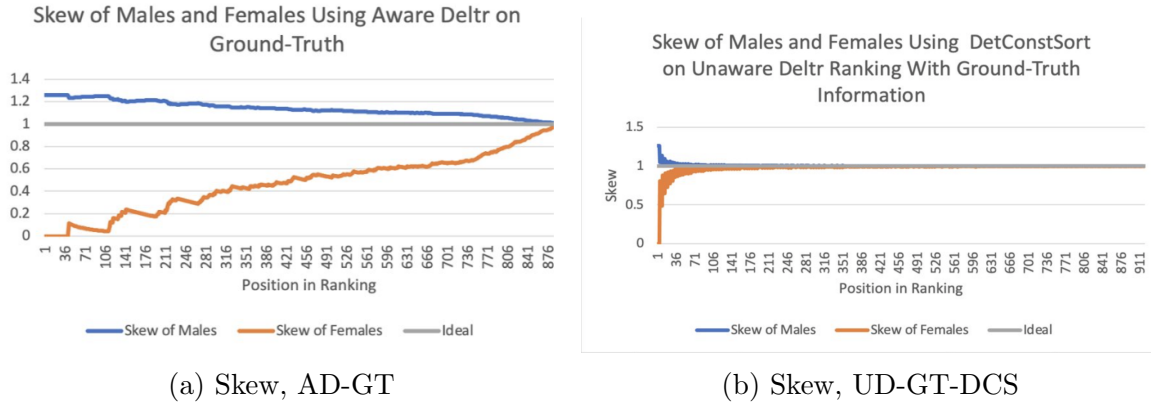 Skew of Males and Females Using Aware Deltr on
Ground-Truth
1.4
1.2
1
0.8
0.6
0.4
0.2
0
1 36 71 106 141 176 211 246 281 316 351 386 421 456 491 526 561 596 631 666 701 736 771 806 841 876
Position in Ranking
Skew of Males Skew of Females Ideal
(a) Skew, AD-GT
Skew of Males and Females Using DetConstSort
on Unaware Deltr Ranking With Ground-Truth
Information
1.5
1
0.5
0
Skew
1 36 71 106 141 176 211 246 281 316 351 386 421 456 491 526 561 596 631 666 701 736 771 806 841 876 911
Position in Ranking
Skew of Males Skew of Females Ideal
(b) Skew, UD-GT-DCS